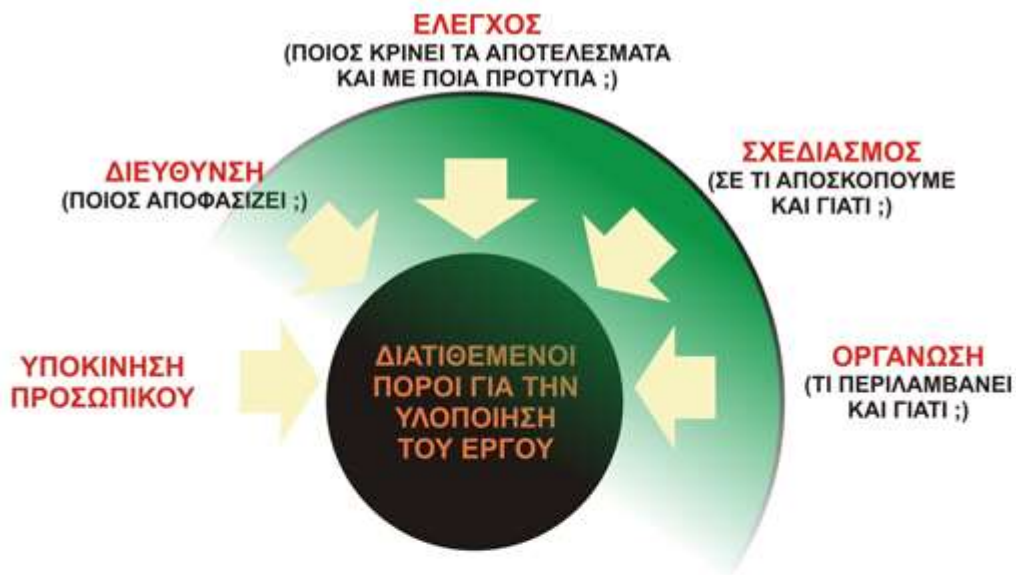 ΕΛΕΓΧΟΣ
(ΠΟΙΟΣ ΚΡΙΝΕΙ ΤΑ ΑΠΟΤΕΛΕΣΜΑΤΑ
ΚΑΙ ΜΕ ΠΟΙΑ ΠΡΟΤΥΠΑ ;)
ΔΙΕΥΘΥΝΣΗ
(ΠΟΙΟΣ ΑΠΟΦΑΣΙΖΕΙ ;)
ΣΧΕΔΙΑΣΜΟΣ
(ΣΕ ΤΙ ΑΠΟΣΚΟΠΟΥΜΕ
ΚΑΙ ΓΙΑΤΙ ;)
ΥΠΟΚΙΝΗΣΗ
ΠΡΟΣΩΠΙΚΟΥ
ΔΙΑΤΙΘΕΜΕΝΟΙ
ΠΟΡΟΙ ΓΙΑ ΤΗΝ
ΥΛΟΠΟΙΗΣΗ
ΤΟΥ ΕΡΓΟΥ
ΟΡΓΑΝΩΣΗ
(ΤΙ ΠΕΡΙΛΑΜΒΑΝΕΙ
ΚΑΙ ΓΙΑΤΙ ;)